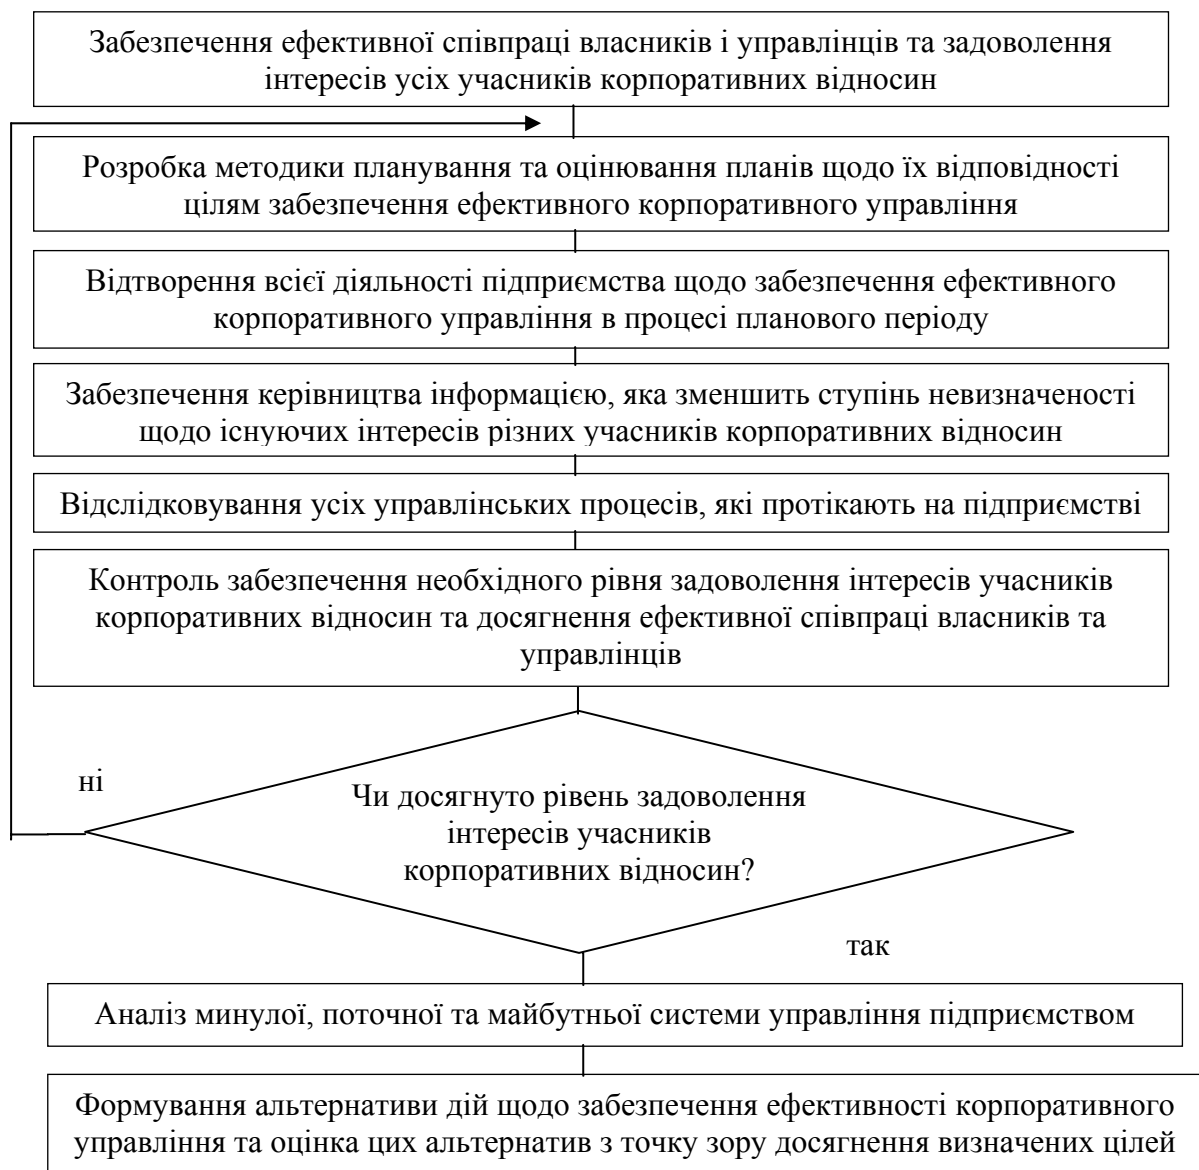 Забезпечення ефективної співпраці власників і управлінців та задоволення
інтересів усіх учасників корпоративних відносин
Розробка методики планування та оцінювання планів щодо їх відповідності
цілям забезпечення ефективного корпоративного управління
Відтворення всієї діяльності підприємства щодо забезпечення ефективного
корпоративного управління в процесі планового періоду
Забезпечення керівництва інформацією, яка зменшить ступінь невизначеності
щодо існуючих інтересів різних учасників корпоративних відносин
Відслідковування усіх управлінських процесів, які протікають на підприємстві
Контроль забезпечення необхідного рівня задоволення інтересів учасників
корпоративних відносин та досягнення ефективної співпраці власників та
управлінців
ні
Чи досягнуто рівень задоволення
інтересів учасників
корпоративних відносин?
так
Аналіз минулої, поточної та майбутньої системи управління підприємством
Формування альтернативи дій щодо забезпечення ефективності корпоративного
управління та оцінка цих альтернатив з точку зору досягнення визначених цілей